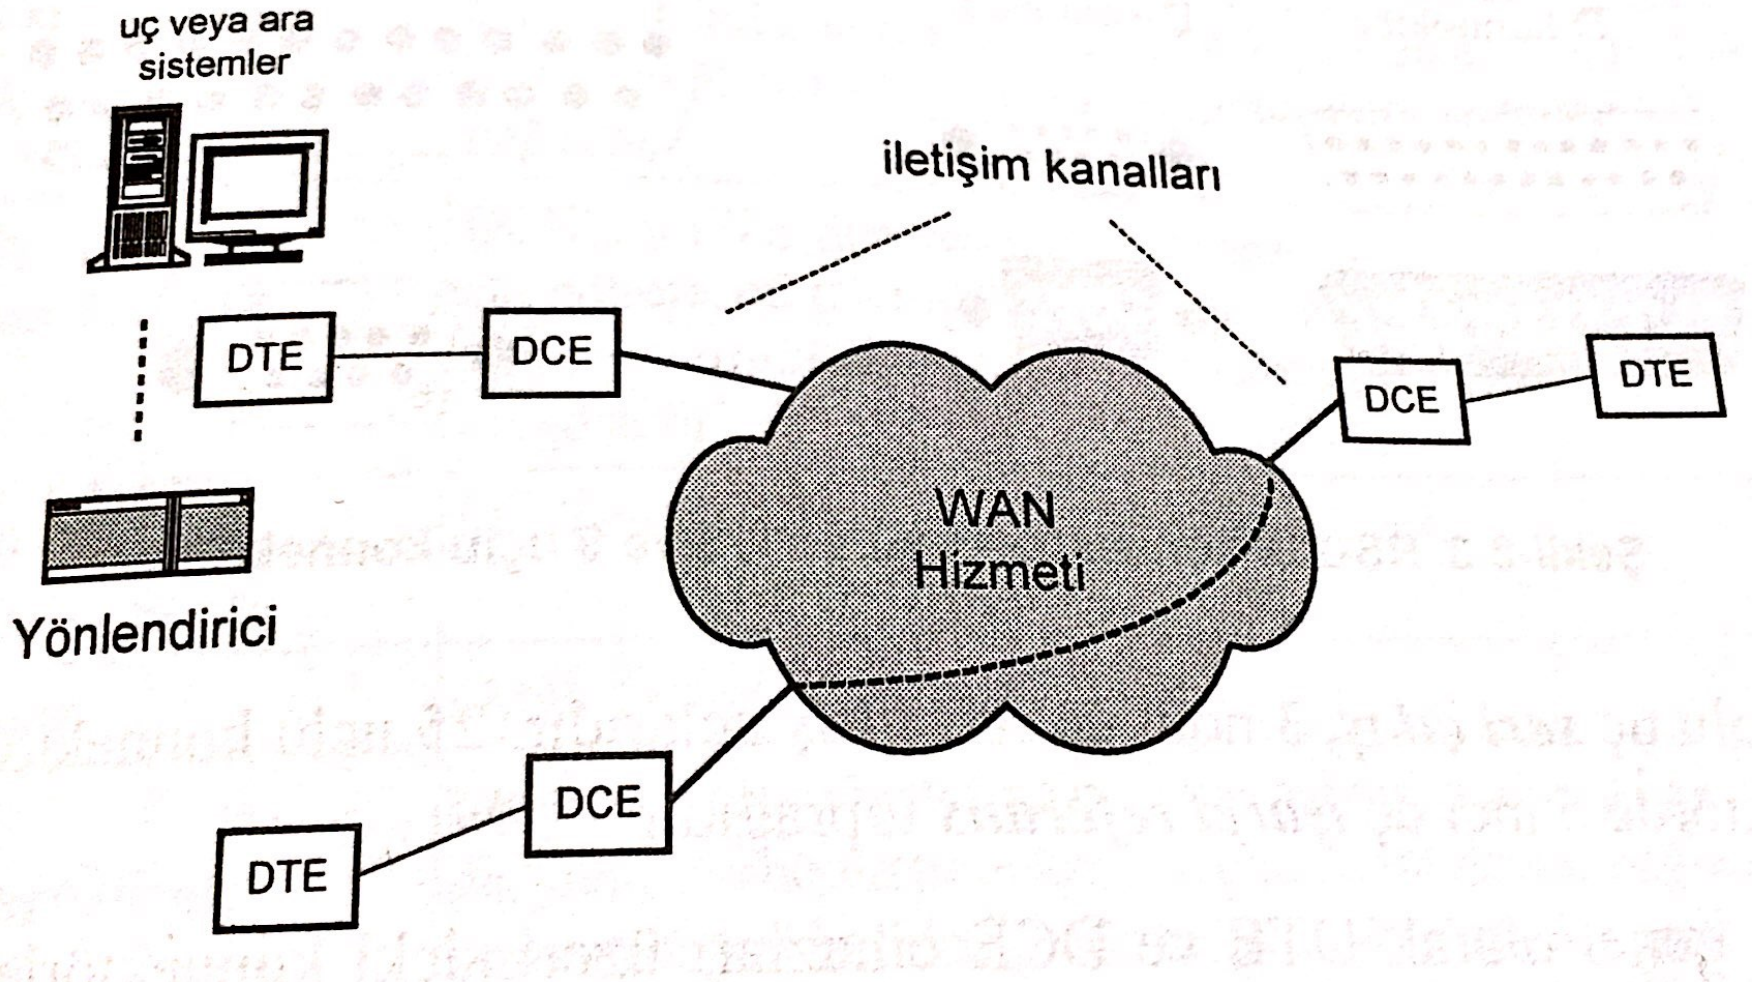 uç veya ara
sistemler
iletişim kanalları
DTE
DCE
DCE
DTE
WAN
Hizmeti
Yönlendirici
DCE
DTE